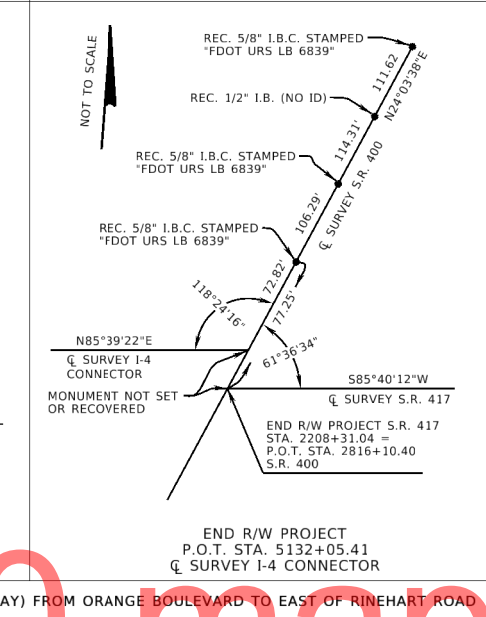 REC. 5/8" I.B.C. STAMPED
"FDOT URS LB 6839"
NOT TO SCALE
111.62
N24°03'38"E
REC. 1/2" I.B. (NO ID)
114.31'
℄ SURVEY S.R. 400
REC. 5/8" I.B.C. STAMPED
"FDOT URS LB 6839"
106.29'
REC. 5/8" I.B.C. STAMPED
"FDOT URS LB 6839"
72.82'
77.25'
118°24'16"
N85°39'22"E
℄ SURVEY I-4
CONNECTOR
61°36'34"
MONUMENT NOT SET
OR RECOVERED
S85°40'12"W
℄ SURVEY S.R. 417
END R/W PROJECT S.R. 417
STA. 2208+31.04 =
P.O.T. STA. 2816+10.40
S.R. 400
END R/W PROJECT
P.O.T. STA. 5132+05.41
℄ SURVEY I-4 CONNECTOR
AY) FROM ORANGE BOULEVARD TO EAST OF RINEHART ROAD